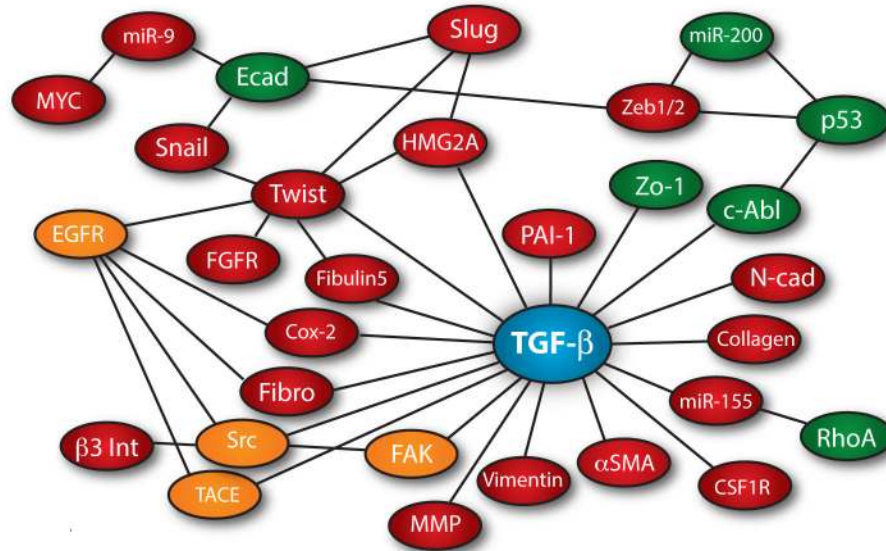 miR-9
Slug
miR-200
Ecad
MYC
Zeb1/2
p53
Snail
HMG2A
Twist
Zo-1
c-Abl
EGFR
PAI-1
FGFR
Fibulin5
N-cad
Cox-2
TGF-β
Collagen
Fibro
miR-155
β3 Int
Src
FAK
RhoA
TACE
Vimentin
αSMA
CSF1R
MMP